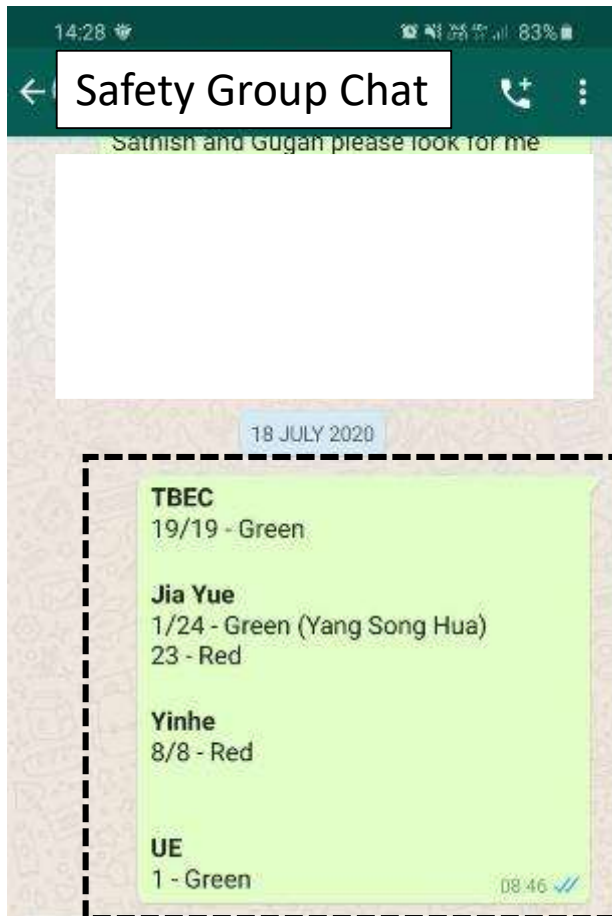 14:28
83%
Safety Group Chat
Sathish and Gugan please look for me
18 JULY 2020
TBEC
19/19 - Green
Jia Yue
1/24 - Green (Yang Song Hua)
23 - Red
Yinhe
8/8 - Red
UE
1 - Green
08:46